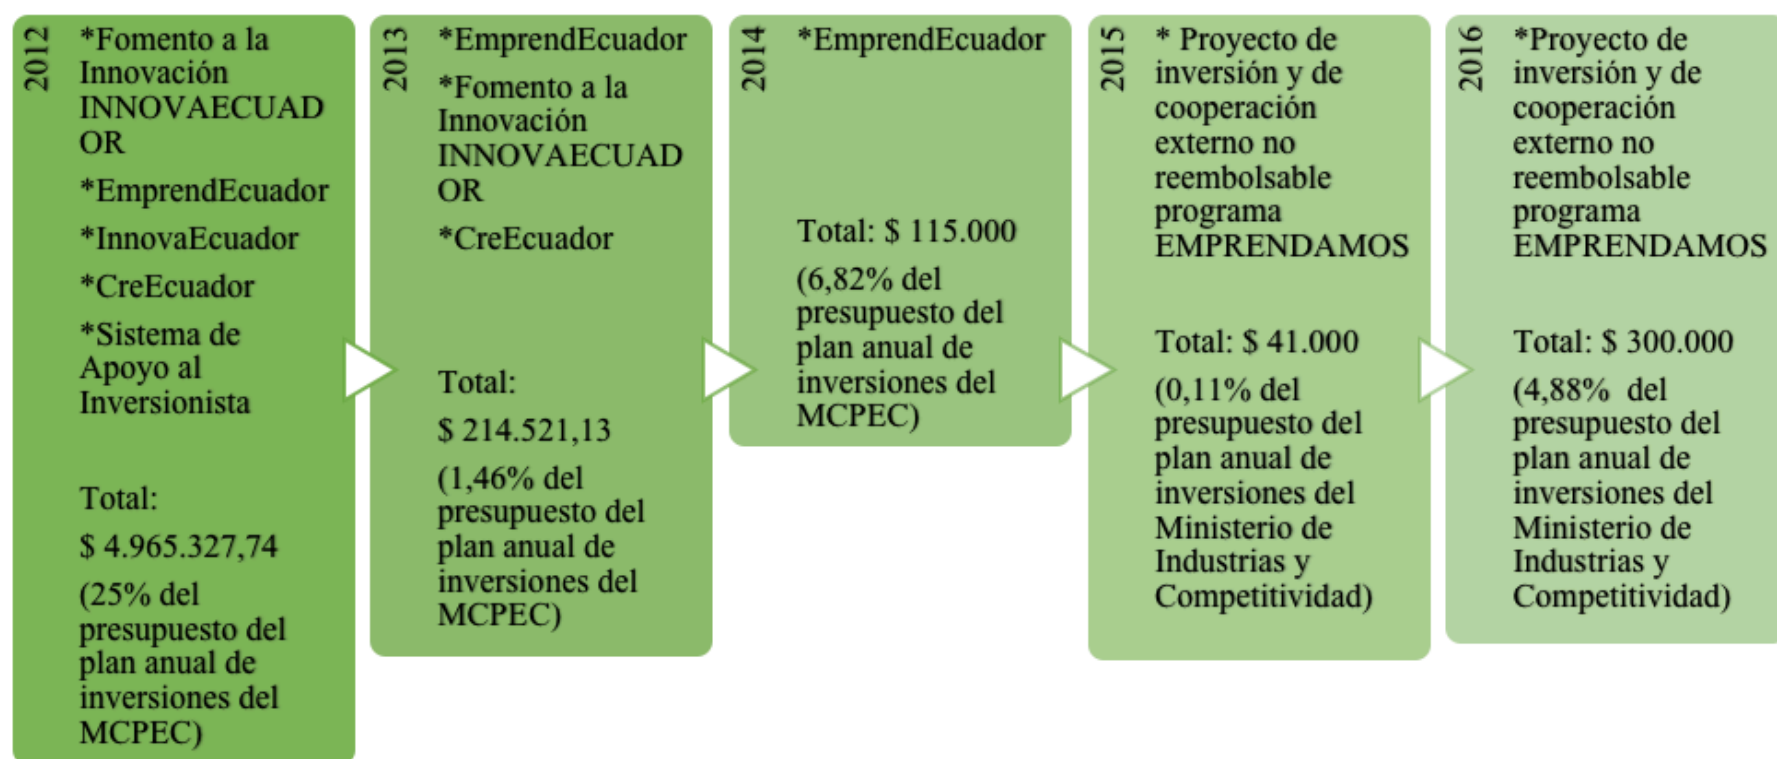 2012
*Fomento a la
Innovación
INNOVAECUAD
OR
*EmprendEcuador
*InnovaEcuador
*CreEcuador
*Sistema de
Apoyo al
Inversionista
Total:
$ 4.965.327,74
(25% del
presupuesto del
plan anual de
inversiones del
MCPEC)
2013
*EmprendEcuador
*Fomento a la
Innovación
INNOVAECUAD
OR
*CreEcuador
Total:
$ 214.521,13
(1,46% del
presupuesto del
plan anual de
inversiones del
MCPEC)
2014
*EmprendEcuador
Total: $ 115.000
(6,82% del
presupuesto del
plan anual de
inversiones del
MCPEC)
2015
* Proyecto de
inversión y de
cooperación
externo no
reembolsable
programa
EMPRENDAMOS
Total: $ 41.000
(0,11% del
presupuesto del
plan anual de
inversiones del
Ministerio de
Industrias y
Competitividad)
2016
*Proyecto de
inversión y de
cooperación
externo no
reembolsable
programa
EMPRENDAMOS
Total: $ 300.000
(4,88%  del
presupuesto del
plan anual de
inversiones del
Ministerio de
Industrias y
Competitividad)